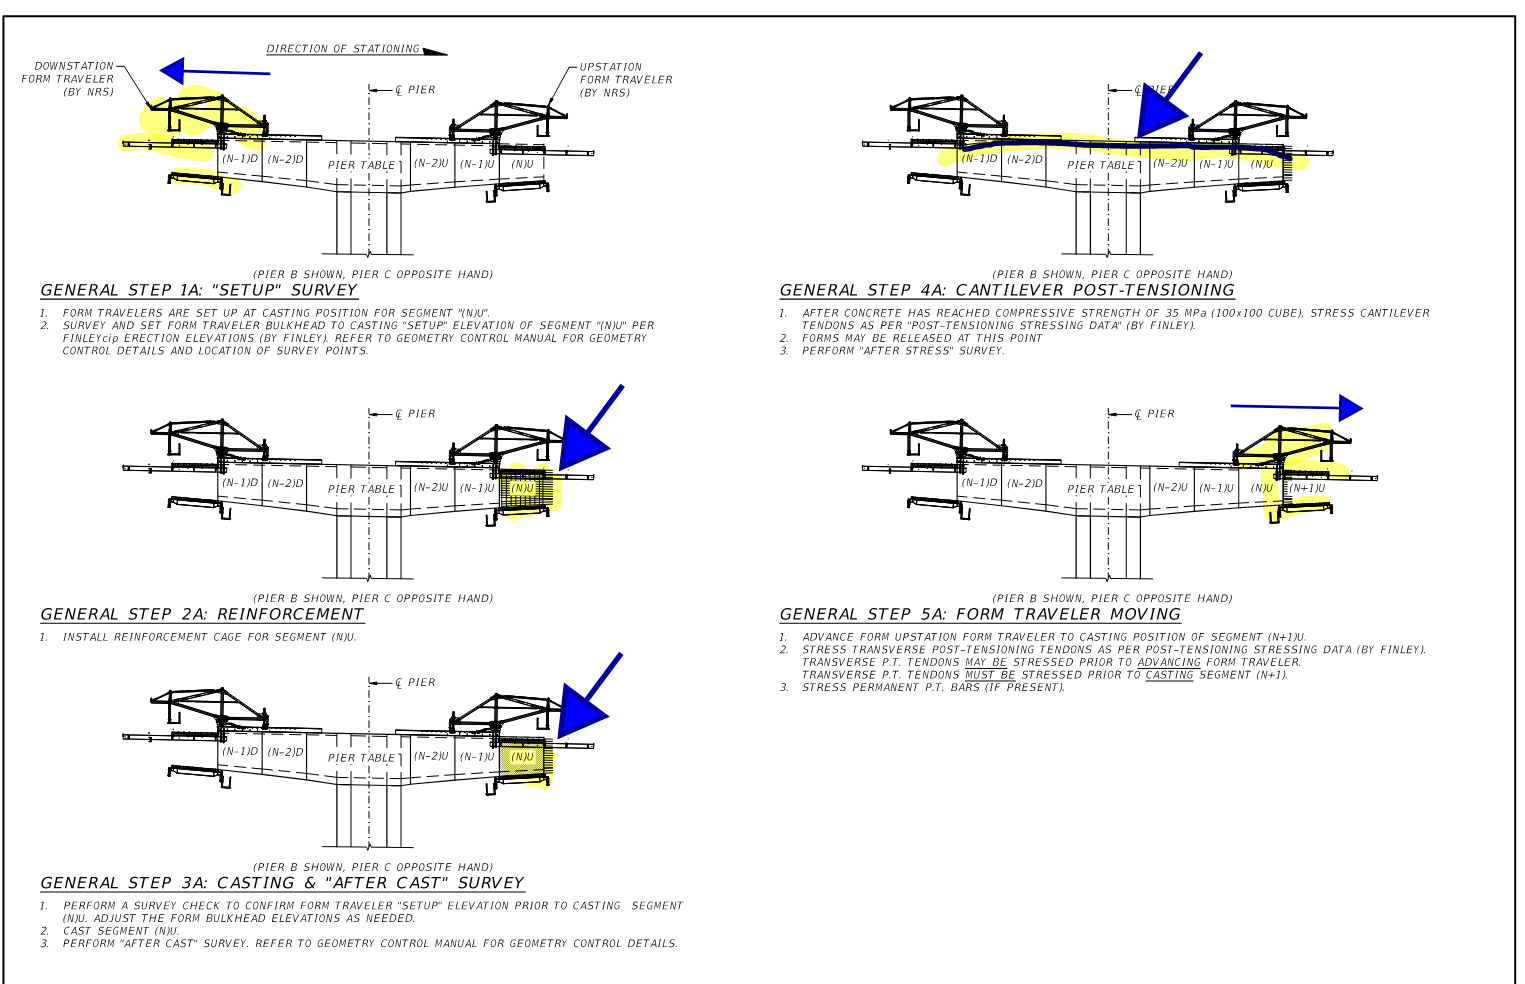 DIRECTION OF STATIONING
DOWNSTATION
FORM TRAVELER
(BY NRS)
℄ PIER
UPSTATION
FORM TRAVELER
(BY NRS)
(N-1)D
(N-2)D
PIER TABLE
(N-2)U
(N-1)U
(N)U
(PIER B SHOWN, PIER C OPPOSITE HAND)
GENERAL STEP 1A: "SETUP" SURVEY
1. FORM TRAVELERS ARE SET UP AT CASTING POSITION FOR SEGMENT "(N)U".
2. SURVEY AND SET FORM TRAVELER BULKHEAD TO CASTING "SETUP" ELEVATION OF SEGMENT "(N)U" PER
FINLEYcip ERECTION ELEVATIONS (BY FINLEY). REFER TO GEOMETRY CONTROL MANUAL FOR GEOMETRY
CONTROL DETAILS AND LOCATION OF SURVEY POINTS.
℄ PIER
(N-1)D
(N-2)D
PIER TABLE
(N-2)U
(N-1)U
(N)U
(PIER B SHOWN, PIER C OPPOSITE HAND)
GENERAL STEP 2A: REINFORCEMENT
1. INSTALL REINFORCEMENT CAGE FOR SEGMENT (N)U.
℄ PIER
(N-1)D
(N-2)D
PIER TABLE
(N-2)U
(N-1)U
(N)U
(PIER B SHOWN, PIER C OPPOSITE HAND)
GENERAL STEP 3A: CASTING & "AFTER CAST" SURVEY
1. PERFORM A SURVEY CHECK TO CONFIRM FORM TRAVELER "SETUP" ELEVATION PRIOR TO CASTING SEGMENT
(N)U. ADJUST THE FORM BULKHEAD ELEVATIONS AS NEEDED.
2. CAST SEGMENT (N)U.
3. PERFORM "AFTER CAST" SURVEY. REFER TO GEOMETRY CONTROL MANUAL FOR GEOMETRY CONTROL DETAILS.
℄ PIER
(N-1)D
(N-2)D
PIER TABLE
(N-2)U
(N-1)U
(N)U
(PIER B SHOWN, PIER C OPPOSITE HAND)
GENERAL STEP 4A: CANTILEVER POST-TENSIONING
1. AFTER CONCRETE HAS REACHED COMPRESSIVE STRENGTH OF 35 MPa (100x100 CUBE), STRESS CANTILEVER
TENDONS AS PER "POST-TENSIONING STRESSING DATA" (BY FINLEY).
2. FORMS MAY BE RELEASED AT THIS POINT
3. PERFORM "AFTER STRESS" SURVEY.
℄ PIER
(N-1)D
(N-2)D
PIER TABLE
(N-2)U
(N-1)U
(N)U
(N+1)U
(PIER B SHOWN, PIER C OPPOSITE HAND)
GENERAL STEP 5A: FORM TRAVELER MOVING
1. ADVANCE FORM UPSTATION FORM TRAVELER TO CASTING POSITION OF SEGMENT (N+1)U.
2. STRESS TRANSVERSE POST-TENSIONING TENDONS AS PER POST-TENSIONING STRESSING DATA (BY FINLEY).
TRANSVERSE P.T. TENDONS MAY BE STRESSED PRIOR TO ADVANCING FORM TRAVELER.
TRANSVERSE P.T. TENDONS MUST BE STRESSED PRIOR TO CASTING SEGMENT (N+1).
3. STRESS PERMANENT P.T. BARS (IF PRESENT).